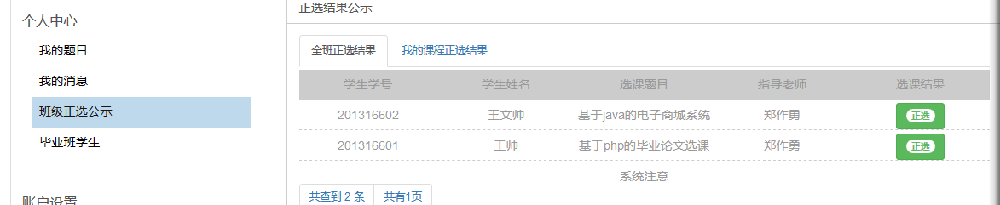 个人中心
我的题目
我的消息
班级正选公示
毕业班学生
账户设置
正选结果公示
全班正选结果 我的课程正选结果
学生学号 学生姓名 选课题目 指导老师 选课结果
201316602 王文帅 基于java的电子商城系统 郑作勇 正选
201316601 王帅 基于php的毕业论文选课 郑作勇 正选
系统注意
共查到 2 条 共有1页